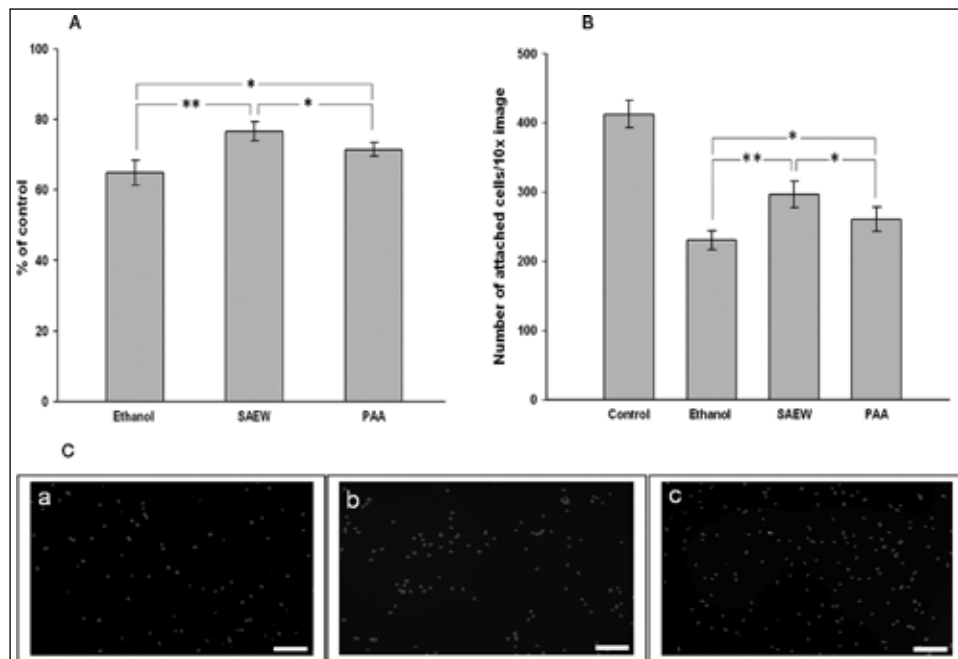 A
100
80
60
40
20
0
% of control
*
** *
Ethanol SAEW PAA
B
500
400
300
200
100
0
Number of attached cells/10x image
*
** *
Control Ethanol SAEW PAA
C
a b c